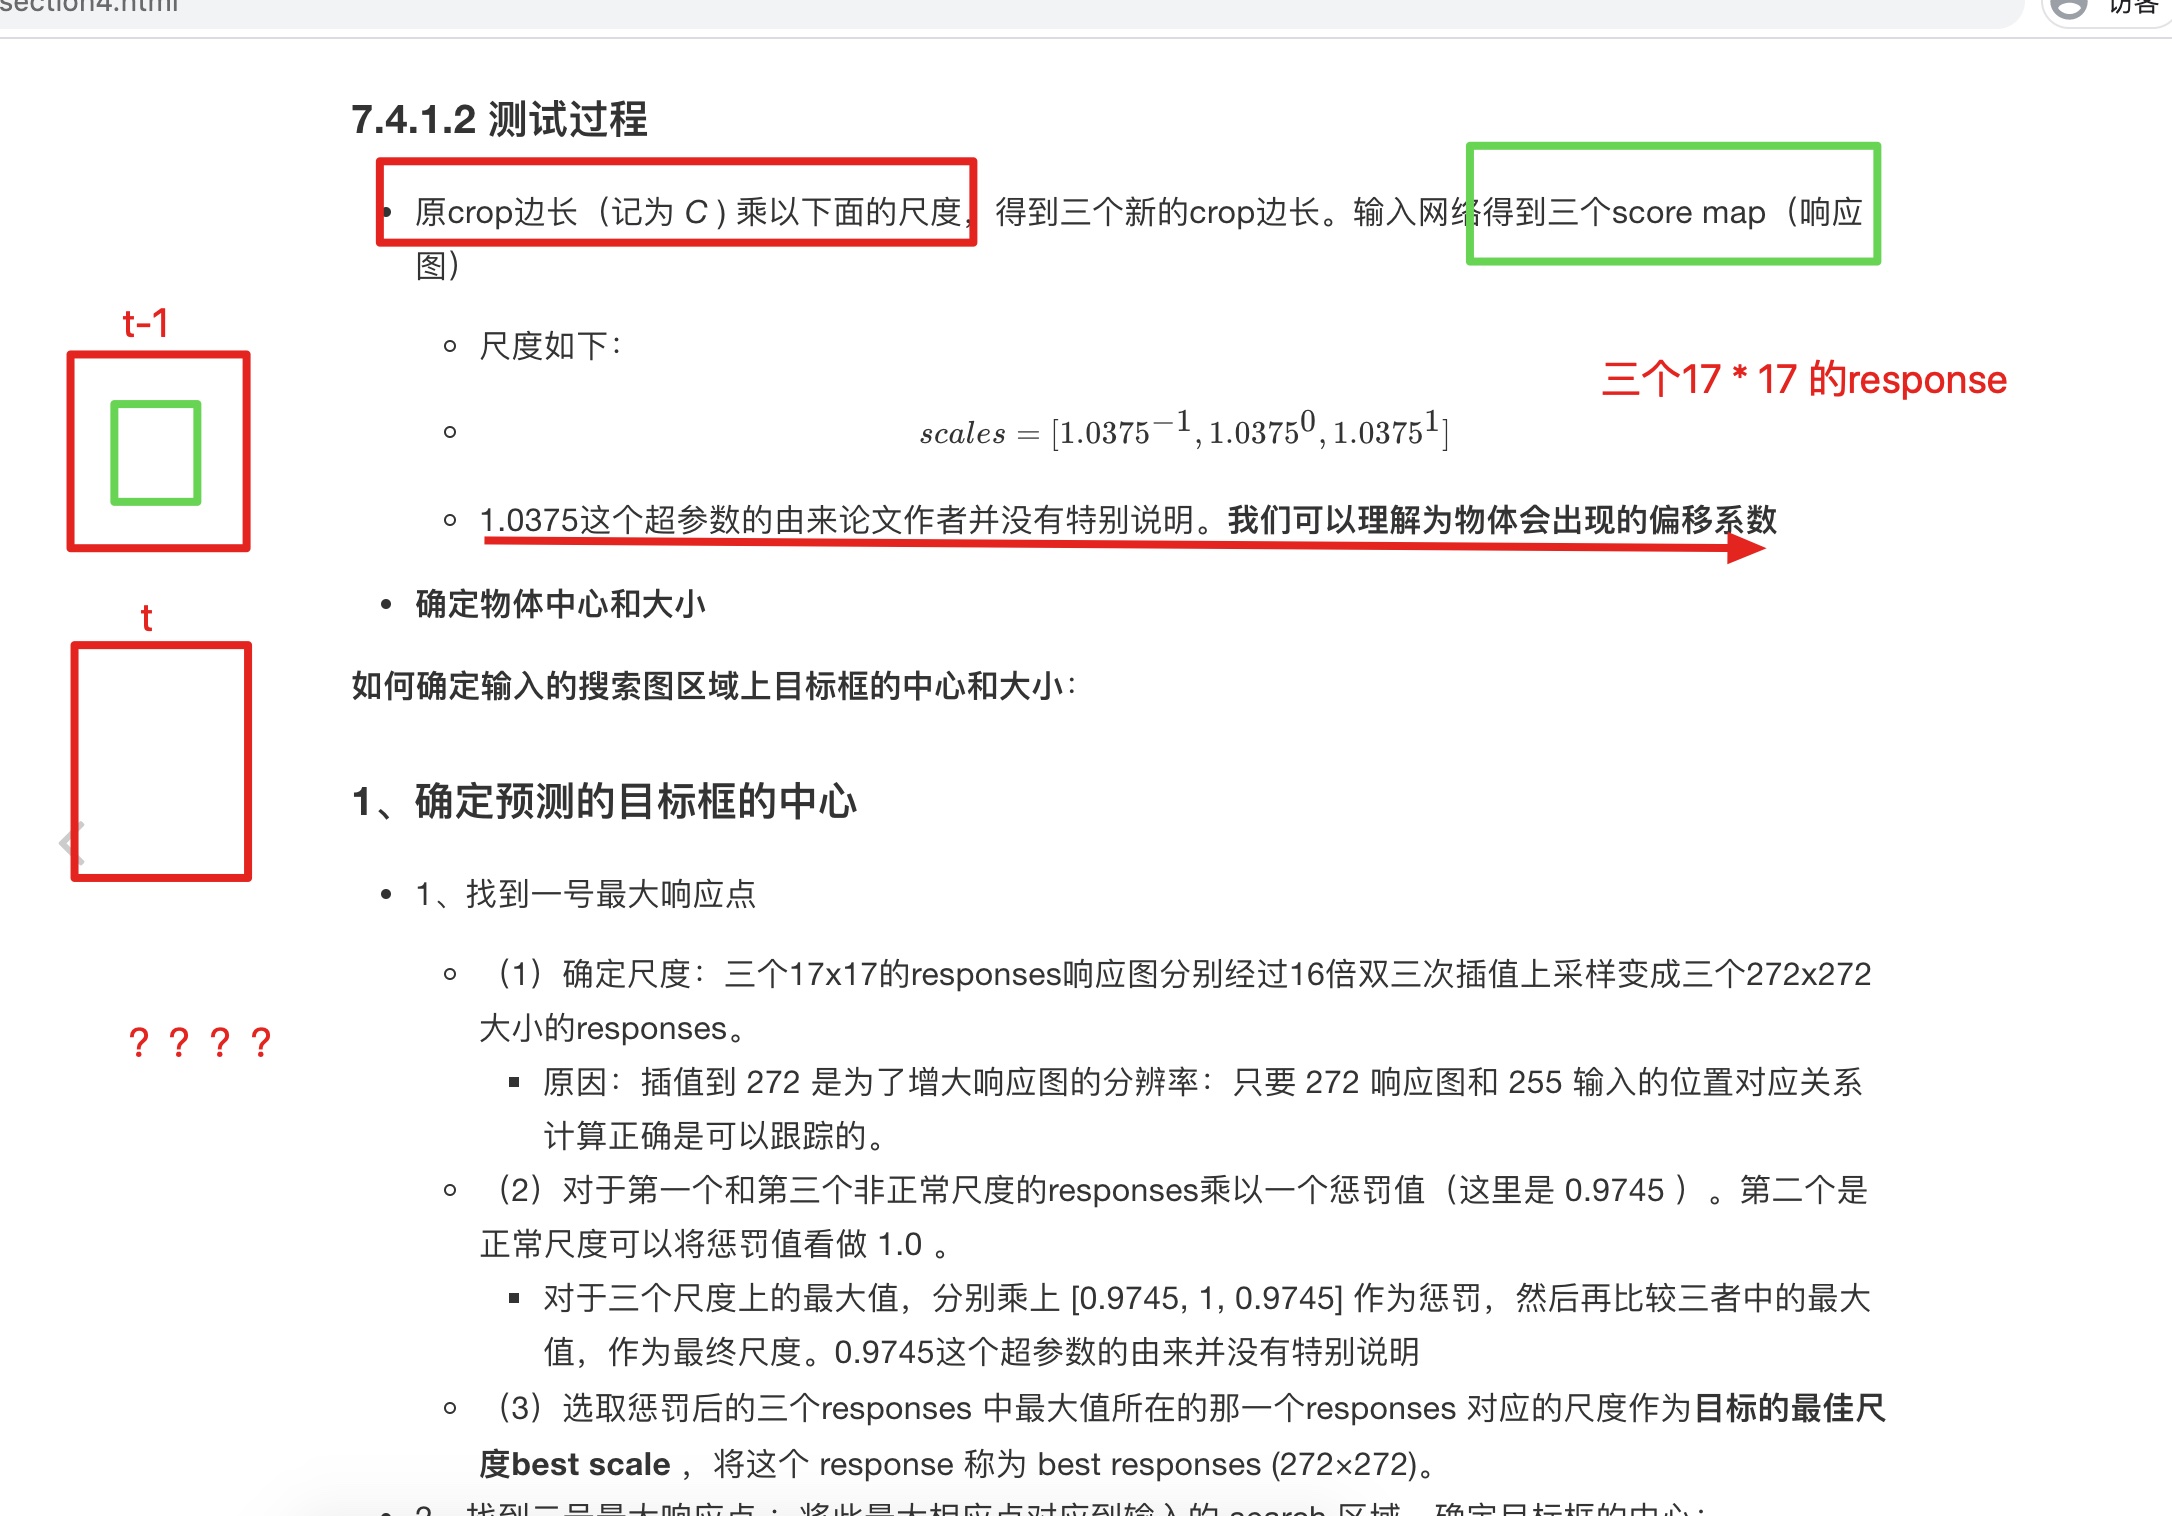 section4.html
访客
7.4.1.2 测试过程
• 原crop边长（记为 C ) 乘以下面的尺度，得到三个新的crop边长。输入网络得到三个score map（响应
图）
t-1
◦ 尺度如下：
三个17 * 17 的response
◦ scales = [1.0375⁻¹, 1.0375⁰, 1.0375¹]
◦ 1.0375这个超参数的由来论文作者并没有特别说明。我们可以理解为物体会出现的偏移系数
• 确定物体中心和大小
t
如何确定输入的搜索图区域上目标框的中心和大小：
1、确定预测的目标框的中心
• 1、找到一号最大响应点
◦ （1）确定尺度：三个17x17的responses响应图分别经过16倍双三次插值上采样变成三个272x272
大小的responses。
？？？？
▪ 原因：插值到 272 是为了增大响应图的分辨率：只要 272 响应图和 255 输入的位置对应关系
计算正确是可以跟踪的。
◦ （2）对于第一个和第三个非正常尺度的responses乘以一个惩罚值（这里是 0.9745 ）。第二个是
正常尺度可以将惩罚值看做 1.0 。
▪ 对于三个尺度上的最大值，分别乘上 [0.9745, 1, 0.9745] 作为惩罚，然后再比较三者中的最大
值，作为最终尺度。0.9745这个超参数的由来并没有特别说明
◦ （3）选取惩罚后的三个responses 中最大值所在的那一个responses 对应的尺度作为目标的最佳尺
度best scale ，将这个 response 称为 best responses (272×272)。
• 2、找到二号最大响应点 ：将此最大相应点对应到输入的 search 区域，确定目标框的中心：